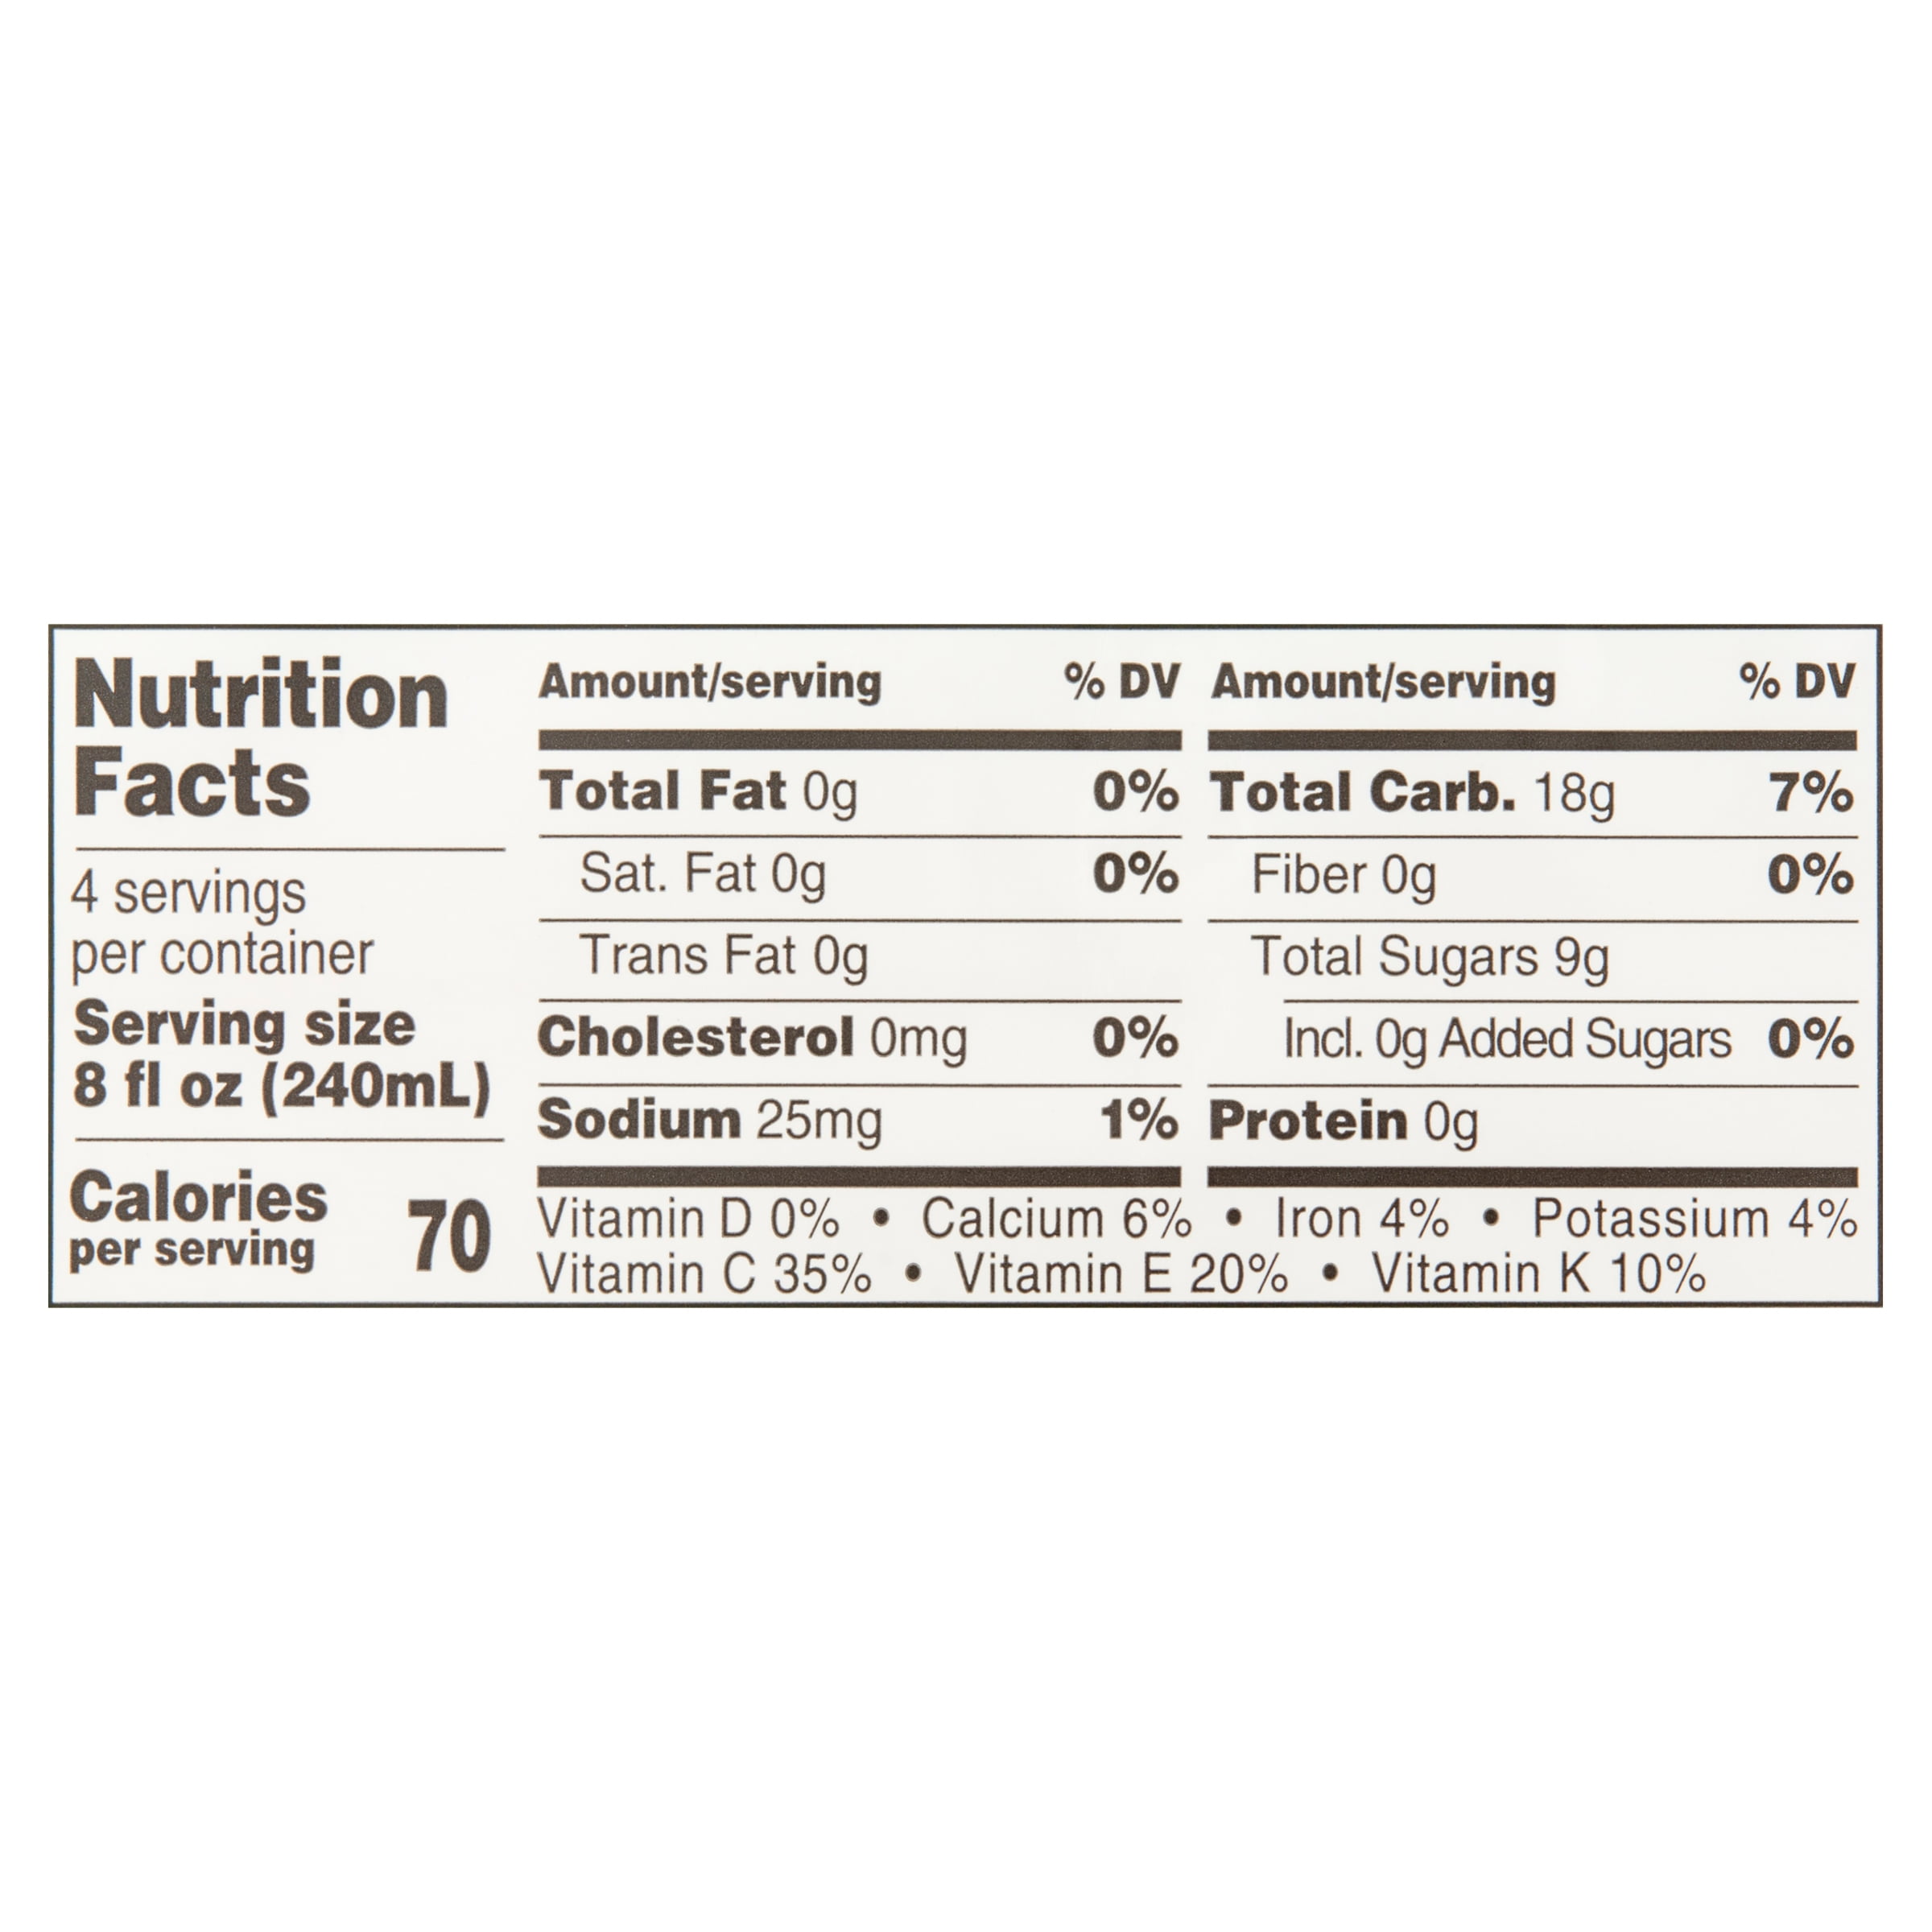 Nutrition
Facts
4 servings
per container
Serving size
8 fl oz (240mL)
Calories
per serving
70
Amount/serving % DV
Total Fat 0g 0%
Sat. Fat 0g 0%
Trans Fat 0g
Cholesterol 0mg 0%
Sodium 25mg 1%
Amount/serving % DV
Total Carb. 18g 7%
Fiber 0g 0%
Total Sugars 9g
Incl. 0g Added Sugars 0%
Protein 0g
Vitamin D 0% • Calcium 6% • Iron 4% • Potassium 4%
Vitamin C 35% • Vitamin E 20% • Vitamin K 10%